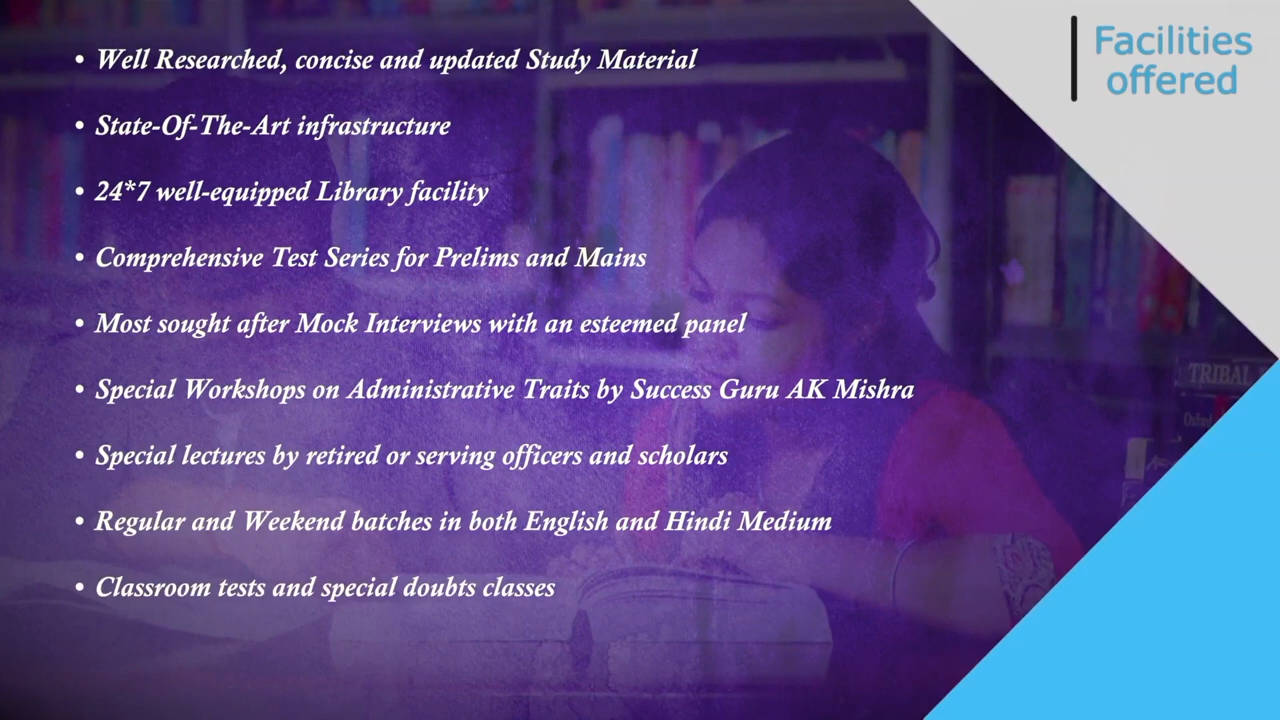 Facilities
offered
• Well Researched, concise and updated Study Material
• State-Of-The-Art infrastructure
• 24*7 well-equipped Library facility
• Comprehensive Test Series for Prelims and Mains
• Most sought after Mock Interviews with an esteemed panel
• Special Workshops on Administrative Traits by Success Guru AK Mishra
• Special lectures by retired or serving officers and scholars
• Regular and Weekend batches in both English and Hindi Medium
• Classroom tests and special doubts classes
TRIBAL
Oxford